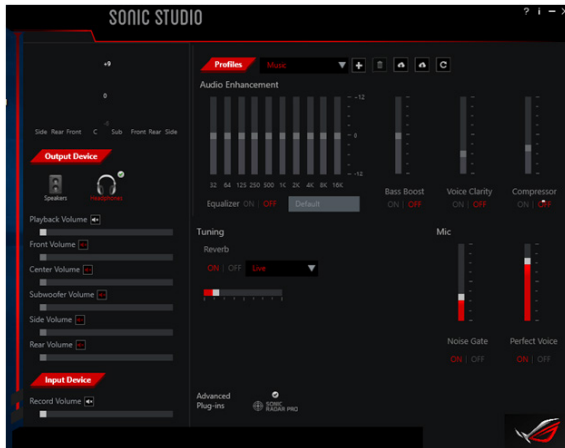 SONIC STUDIO
? i
Profiles Music
Audio Enhancement
+9
0
Side Rear Front C Sub Front Rear Side
+12
0
-12
32 64 125 250 500 1K 2K 4K 8K 16K
Equalizer ON | OFF Default
Bass Boost
ON | OFF
Voice Clarity
ON | OFF
Compressor
ON | OFF
Output Device
Speakers
Headphones
Playback Volume
Front Volume
Center Volume
Subwoofer Volume
Side Volume
Rear Volume
Input Device
Record Volume
Tuning
Reverb
ON | OFF Live
Mic
Noise Gate
ON | OFF
Perfect Voice
ON | OFF
Advanced
Plug-ins
SONIC
RADAR PRO